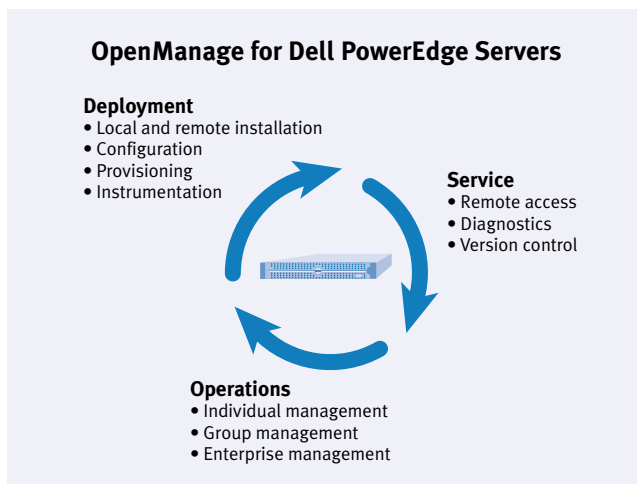 OpenManage for Dell PowerEdge Servers
Deployment
• Local and remote installation
• Configuration
• Provisioning
• Instrumentation
Service
• Remote access
• Diagnostics
• Version control
Operations
• Individual management
• Group management
• Enterprise management